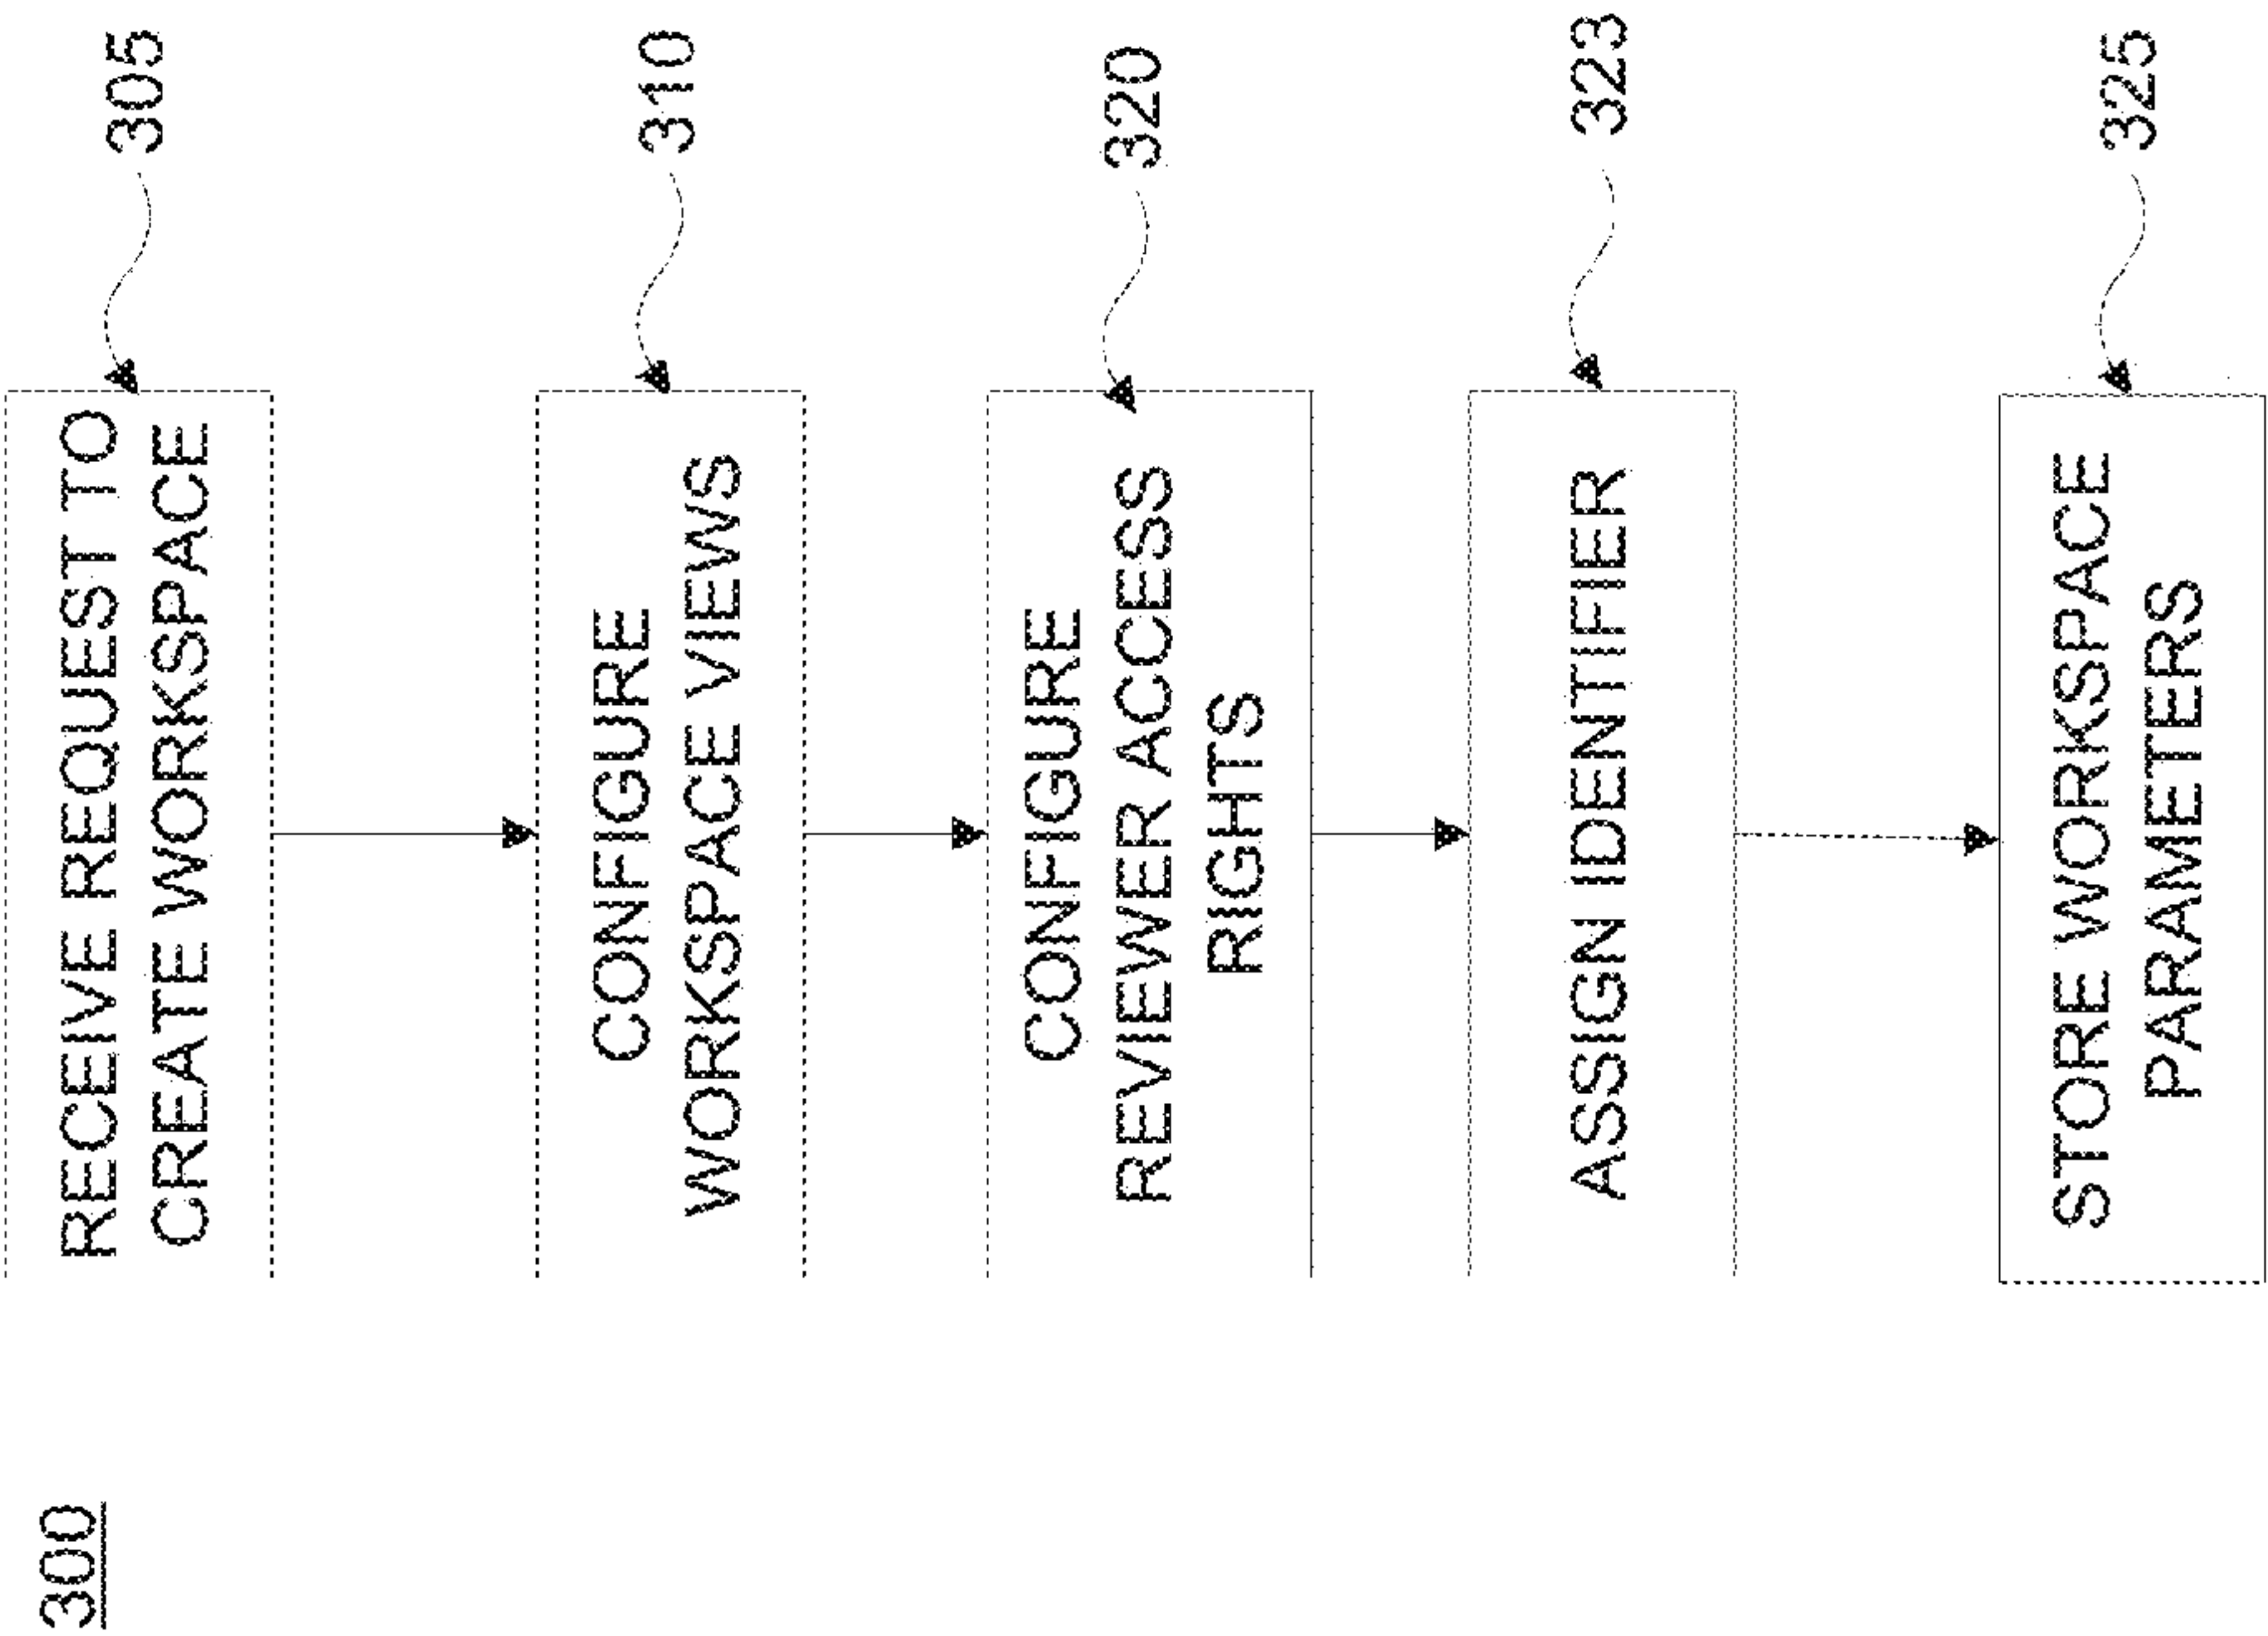 300
RECEIVE REQUEST TO
CREATE WORKSPACE
305
CONFIGURE
WORKSPACE VIEWS
310
CONFIGURE
REVIEWER ACCESS
RIGHTS
320
ASSIGN IDENTIFIER
323
STORE WORKSPACE
PARAMETERS
325